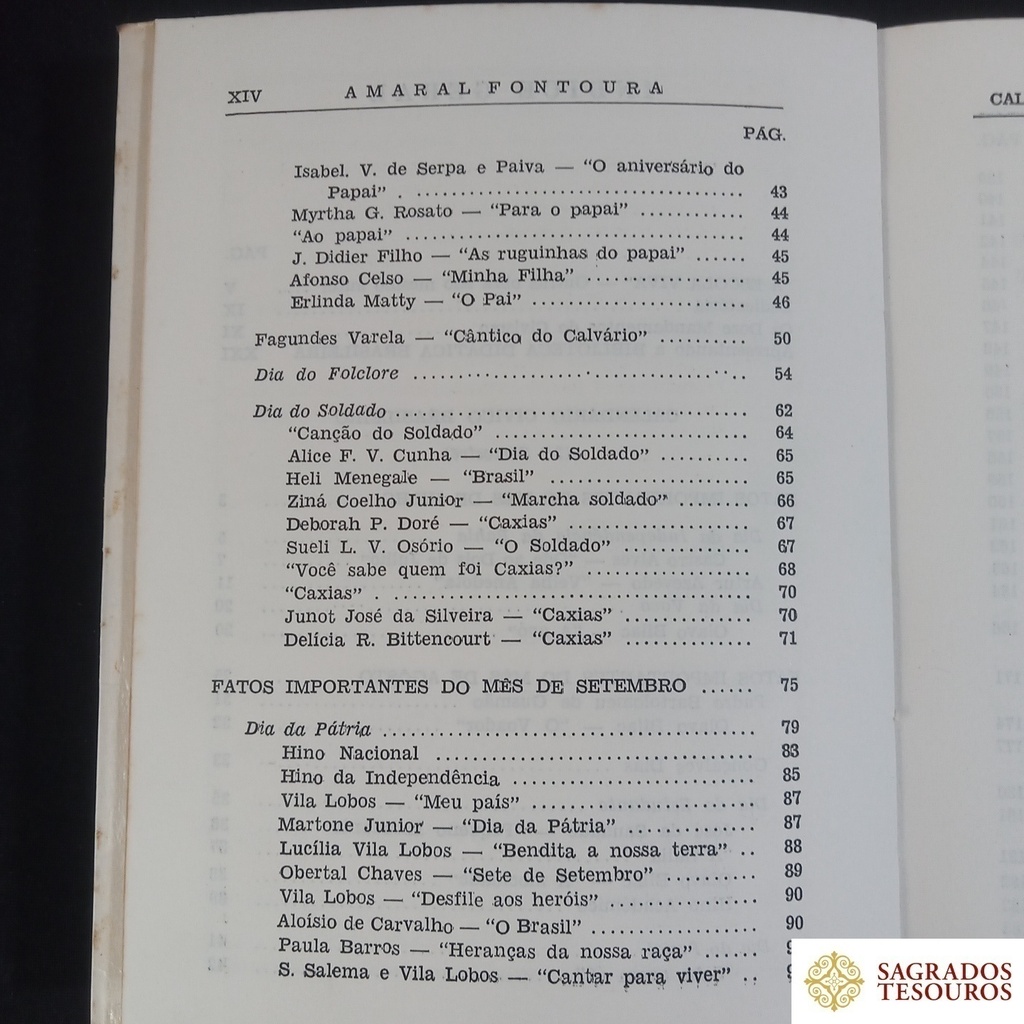 XIV AMARAL FONTOURA
PÁG.
Isabel. V. de Serpa e Paiva — “O aniversário do
Papai” . .................................. 43
Myrtha G. Rosato — “Para o papai” ............ 44
“Ao papai” ...................................... 44
J. Didier Filho — “As ruguinhas do papai” ...... 45
Afonso Celso — “Minha Filha” ................... 45
Erlinda Matty — “O Pai” ........................ 46
Fagundes Varela — “Cântico do Calvário” .......... 50
Dia do Folclore ..................................... 54
Dia do Soldado ....................................... 62
“Canção do Soldado” ............................ 64
Alice F. V. Cunha — “Dia do Soldado” .......... 65
Heli Menegale — “Brasil” ....................... 65
Ziná Coelho Junior — “Marcha soldado” ........ 66
Deborah P. Doré — “Caxias” .................... 67
Sueli L. V. Osório — “O Soldado” .............. 67
“Você sabe quem foi Caxias?” .................. 68
“Caxias” . ........................................ 70
Junot José da Silveira — “Caxias” .............. 70
Delícia R. Bittencourt — “Caxias” .............. 71
FATOS IMPORTANTES DO MÊS DE SETEMBRO ...... 75
Dia da Pátria ......................................... 79
Hino Nacional ................................... 83
Hino da Independência ........................... 85
Vila Lobos — “Meu país” ......................... 87
Martone Junior — “Dia da Pátria” .............. 87
Lucília Vila Lobos — “Bendita a nossa terra” .. 88
Obertal Chaves — “Sete de Setembro” .......... 89
Vila Lobos — “Desfile aos heróis” ................ 90
Aloísio de Carvalho — “O Brasil” .................. 90
Paula Barros — “Heranças da nossa raça” ......
S. Salema e Vila Lobos — “Cantar para viver” ..
CAL
SAGRADOS
TESOUROS